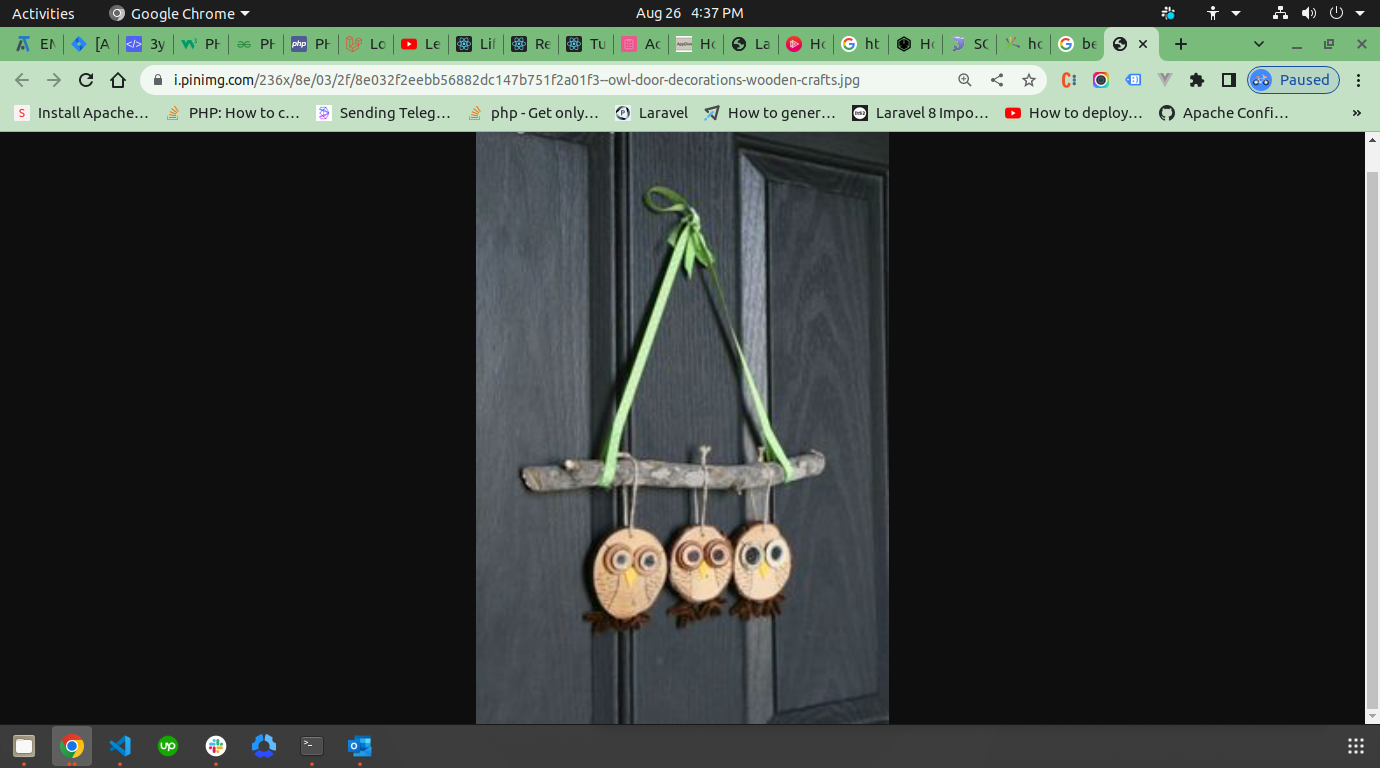 Activities Google Chrome Aug 26 4:37 PM
EM [A 3y PH PH PH Lo Le Lif Re Tu Ac Ho La Ho ht Ho SC ho be
i.pinimg.com/236x/8e/03/2f/8e032f2eebb56882dc147b751f2a01f3--owl-door-decorations-wooden-crafts.jpg Paused
Install Apache… PHP: How to c… Sending Teleg… php - Get only… Laravel How to gener… Laravel 8 Impo… How to deploy… Apache Confi… »